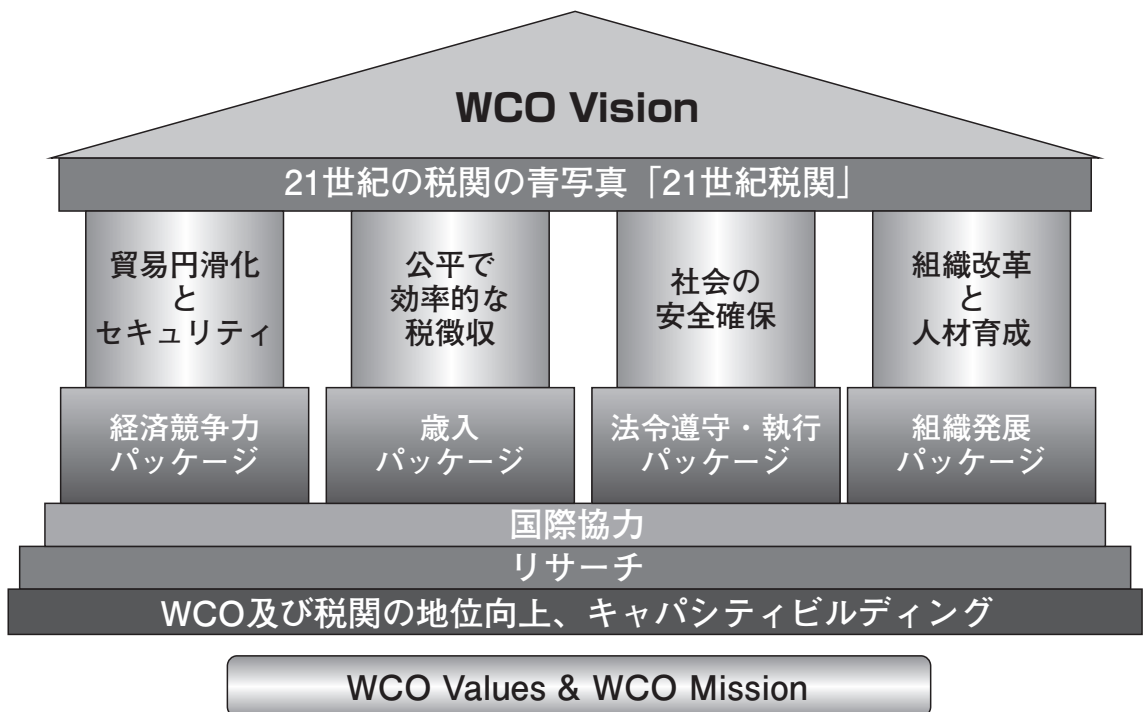 WCO Vision
21世紀の税関の青写真「21世紀税関」
貿易円滑化
と
セキュリティ
公平で
効率的な
税徴収
社会の
安全確保
組織改革
と
人材育成
経済競争力
パッケージ
歳入
パッケージ
法令遵守・執行
パッケージ
組織発展
パッケージ
国際協力
リサーチ
WCO及び税関の地位向上、キャパシティビルディング
WCO Values & WCO Mission